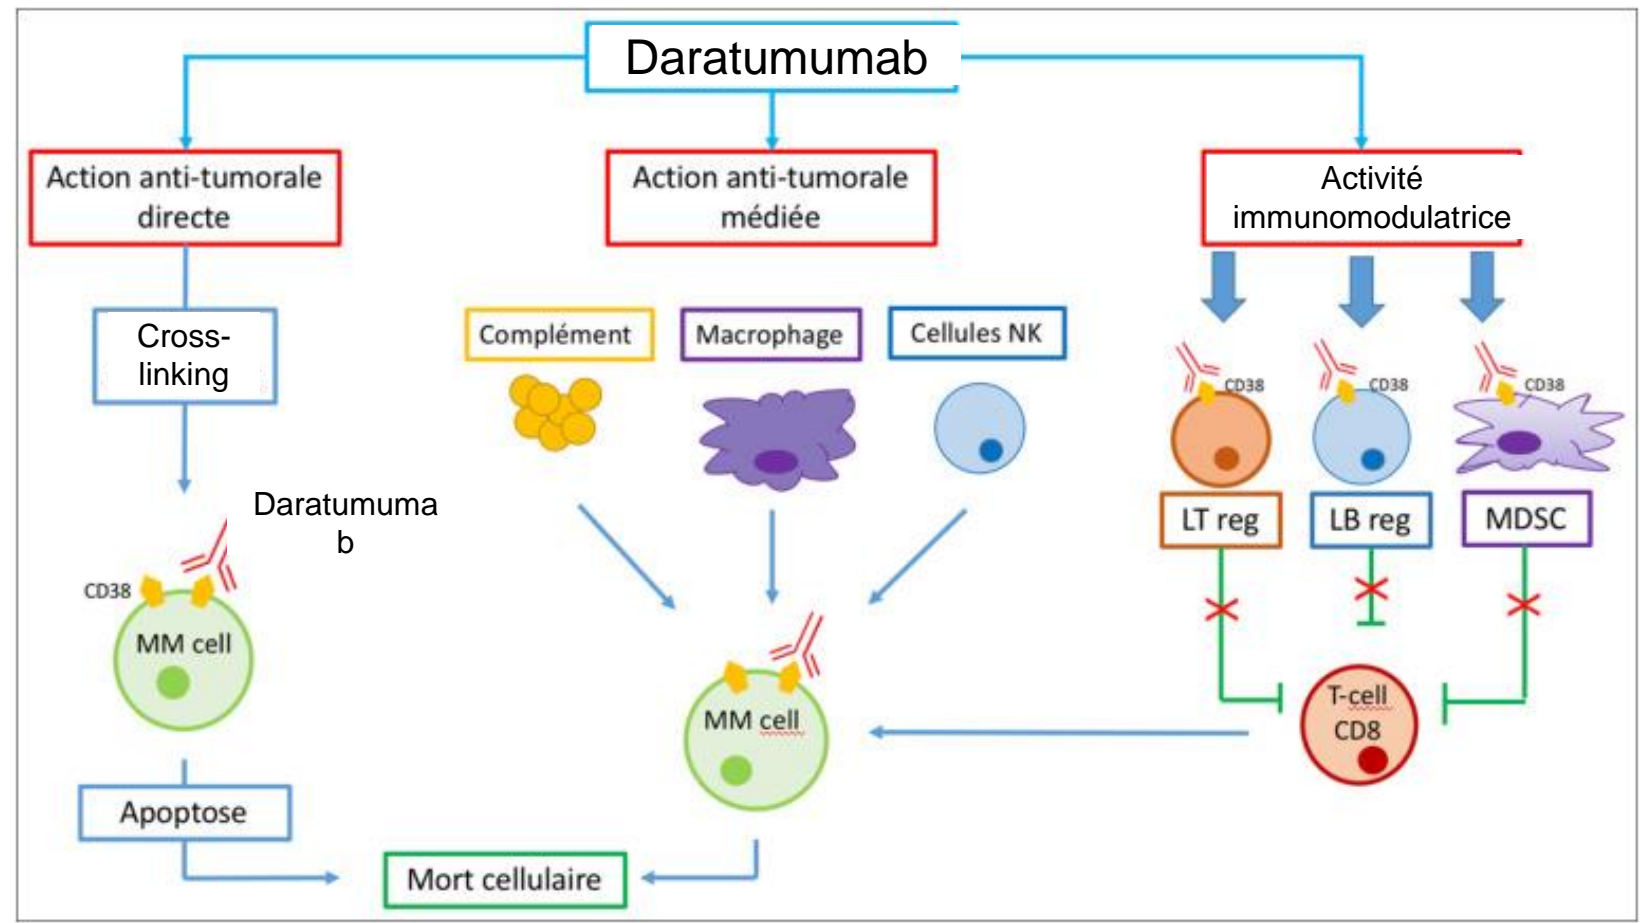 Daratumumab
Action anti-tumorale
directe
Action anti-tumorale
médiée
Activité
immunomodulatrice
Cross-
linking
Complément
Macrophage
Cellules NK
CD38
CD38
CD38
LT reg
LB reg
MDSC
Daratumuma
b
CD38
MM cell
MM cell
T-cell
CD8
Apoptose
Mort cellulaire